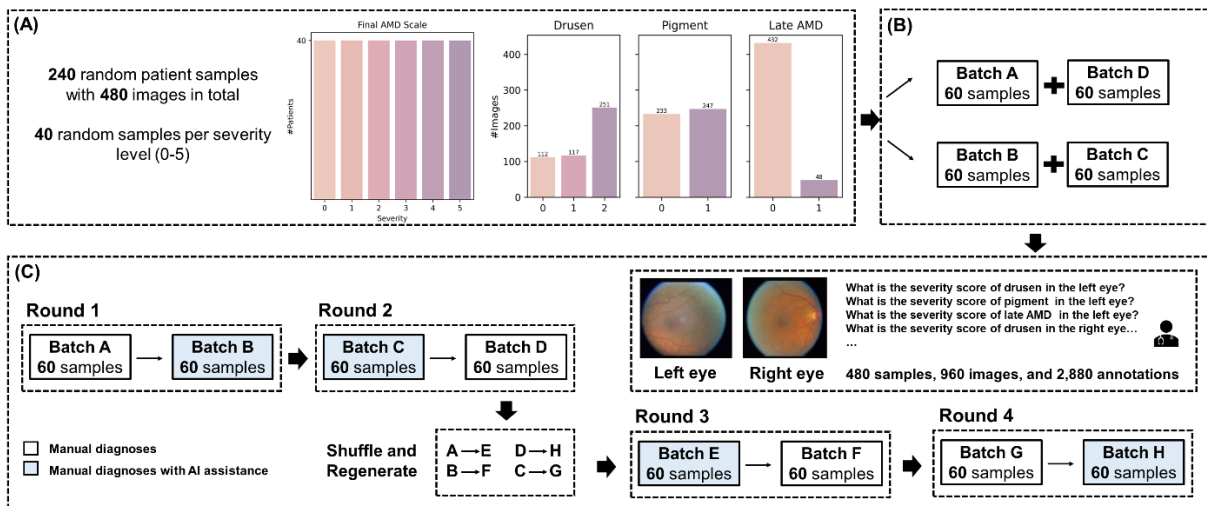 (A)
240 random patient samples
with 480 images in total
40 random samples per severity
level (0-5)
Final AMD Scale
40
#Patients
0 1 2 3 4 5
Severity
Drusen
Pigment
Late AMD
#Images
400
300
200
100
0
112
117
251
233
247
432
48
0 1 2
0 1
0 1
(B)
Batch A
60 samples
+
Batch D
60 samples
Batch B
60 samples
+
Batch C
60 samples
(C)
Round 1
Batch A
60 samples
Batch B
60 samples
Round 2
Batch C
60 samples
Batch D
60 samples
Left eye
Right eye
What is the severity score of drusen in the left eye?
What is the severity score of pigment in the left eye?
What is the severity score of late AMD in the left eye?
What is the severity score of drusen in the right eye...
...
480 samples, 960 images, and 2,880 annotations
Manual diagnoses
Manual diagnoses with AI assistance
Shuffle and
Regenerate
A→E D→H
B→F C→G
Round 3
Batch E
60 samples
Batch F
60 samples
Round 4
Batch G
60 samples
Batch H
60 samples